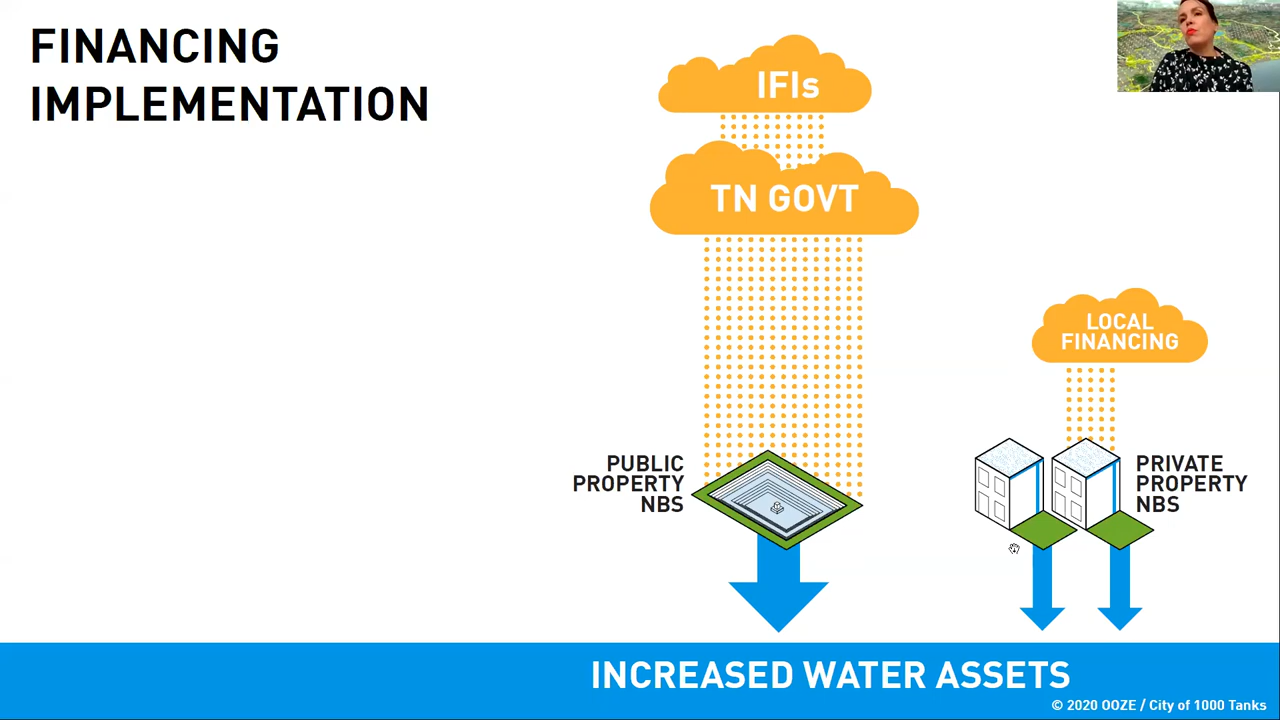 FINANCING
IMPLEMENTATION
IFIs
TN GOVT
LOCAL
FINANCING
PUBLIC
PROPERTY
NBS
PRIVATE
PROPERTY
NBS
INCREASED WATER ASSETS
© 2020 OOZE / City of 1000 Tanks